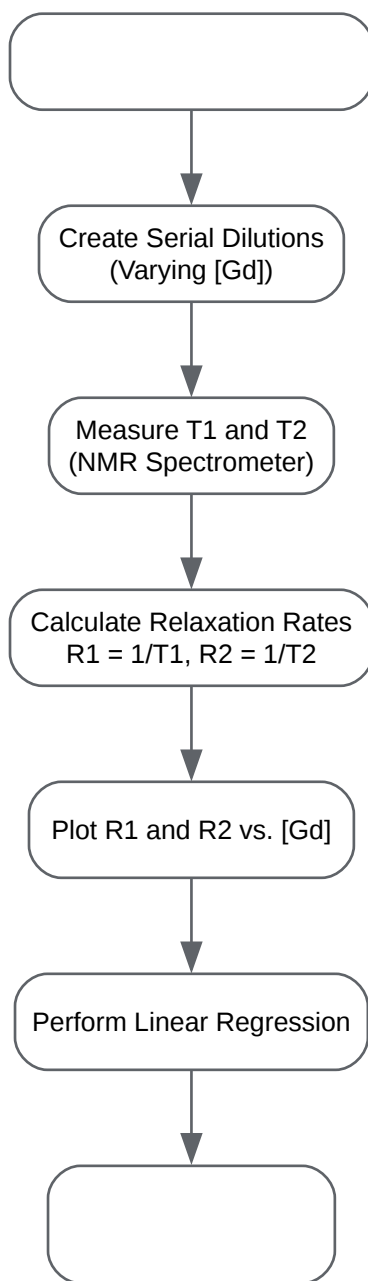 Create Serial Dilutions
(Varying [Gd])
Measure T1 and T2
(NMR Spectrometer)
Calculate Relaxation Rates
R1 = 1/T1, R2 = 1/T2
Plot R1 and R2 vs. [Gd]
Perform Linear Regression